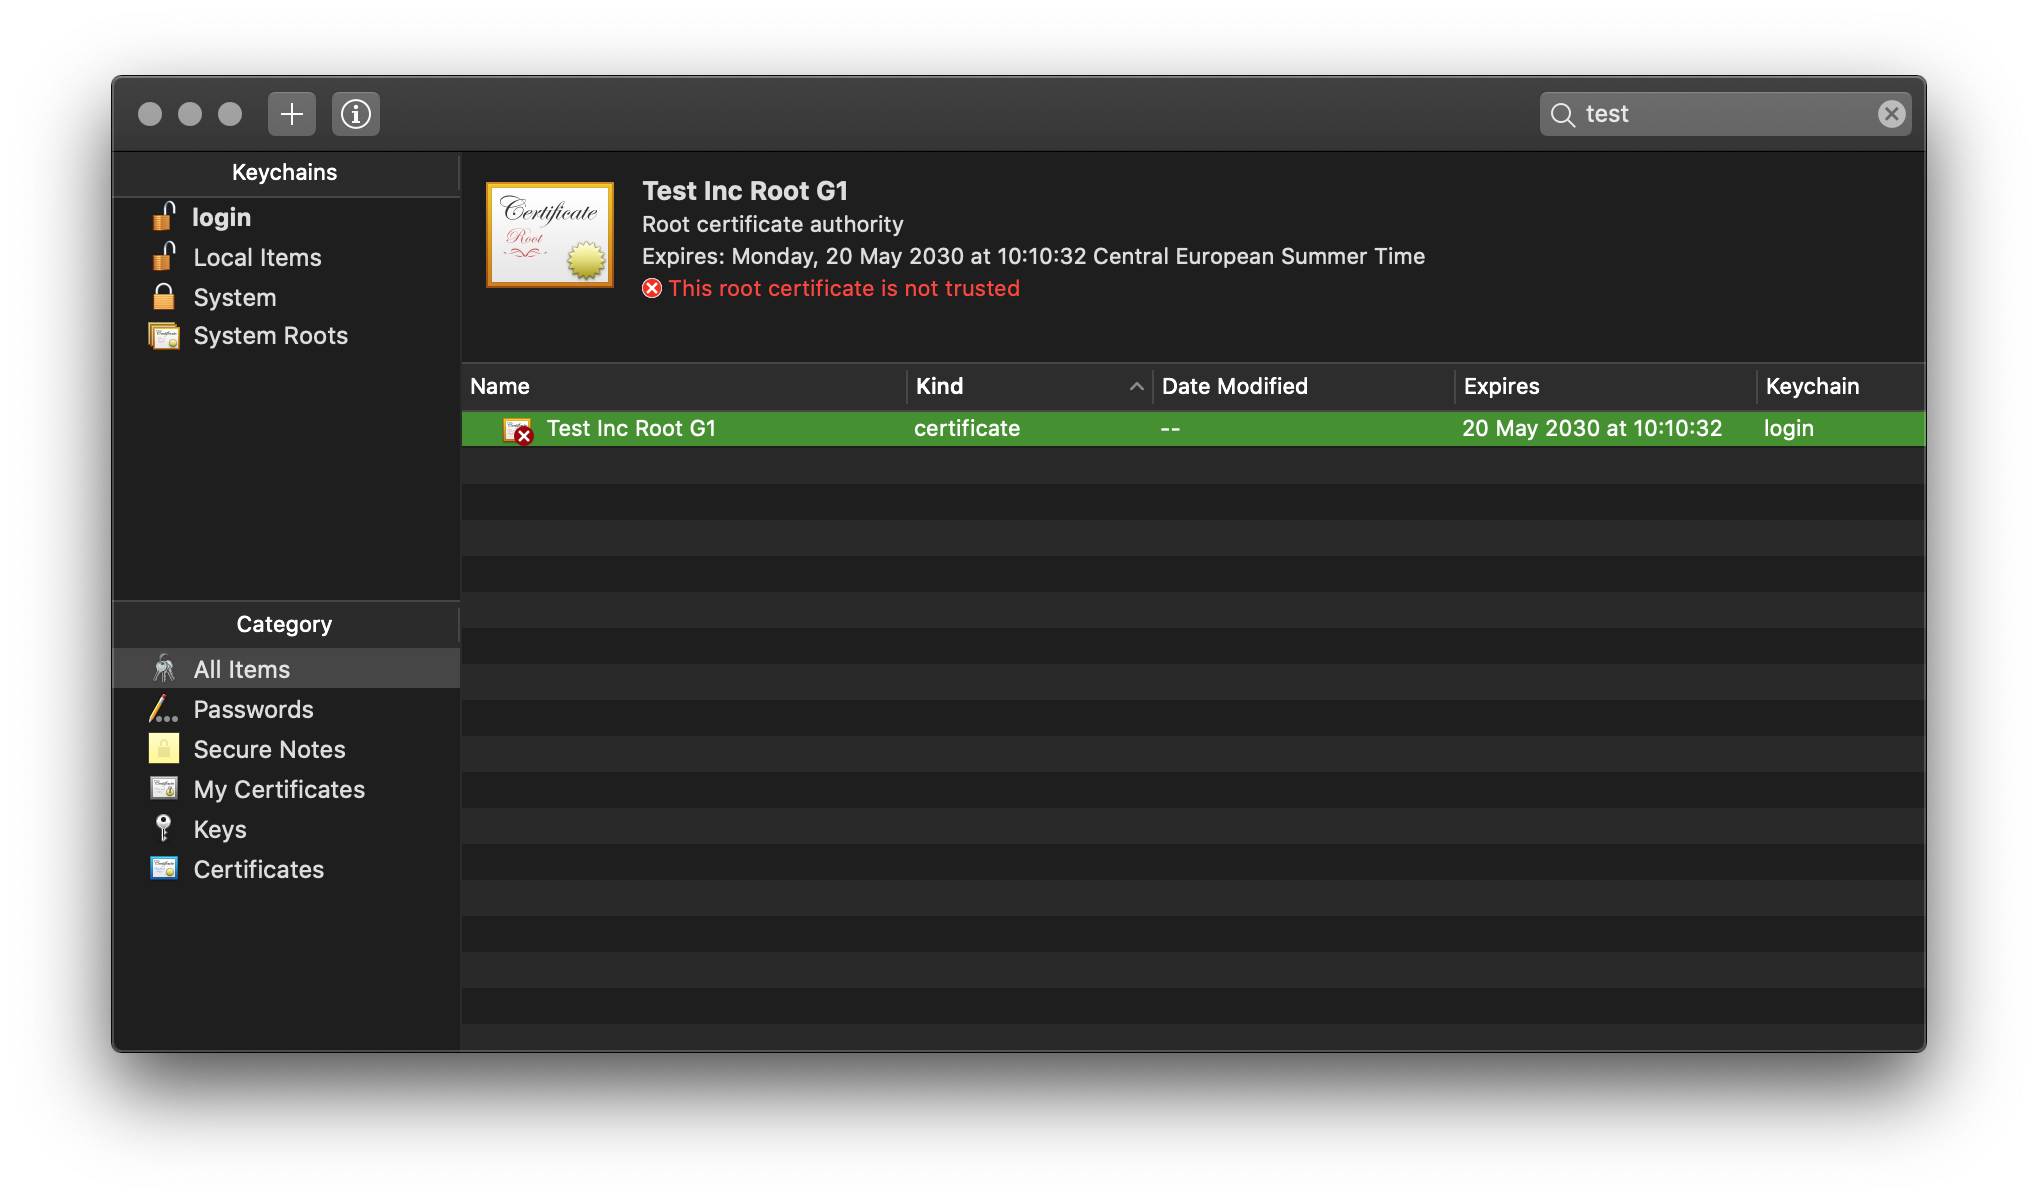 test
Keychains
login
Local Items
System
System Roots
Certificate
Root
Test Inc Root G1
Root certificate authority
Expires: Monday, 20 May 2030 at 10:10:32 Central European Summer Time
This root certificate is not trusted
Name Kind Date Modified Expires Keychain
Test Inc Root G1 certificate -- 20 May 2030 at 10:10:32 login
Category
All Items
Passwords
Secure Notes
My Certificates
Keys
Certificates